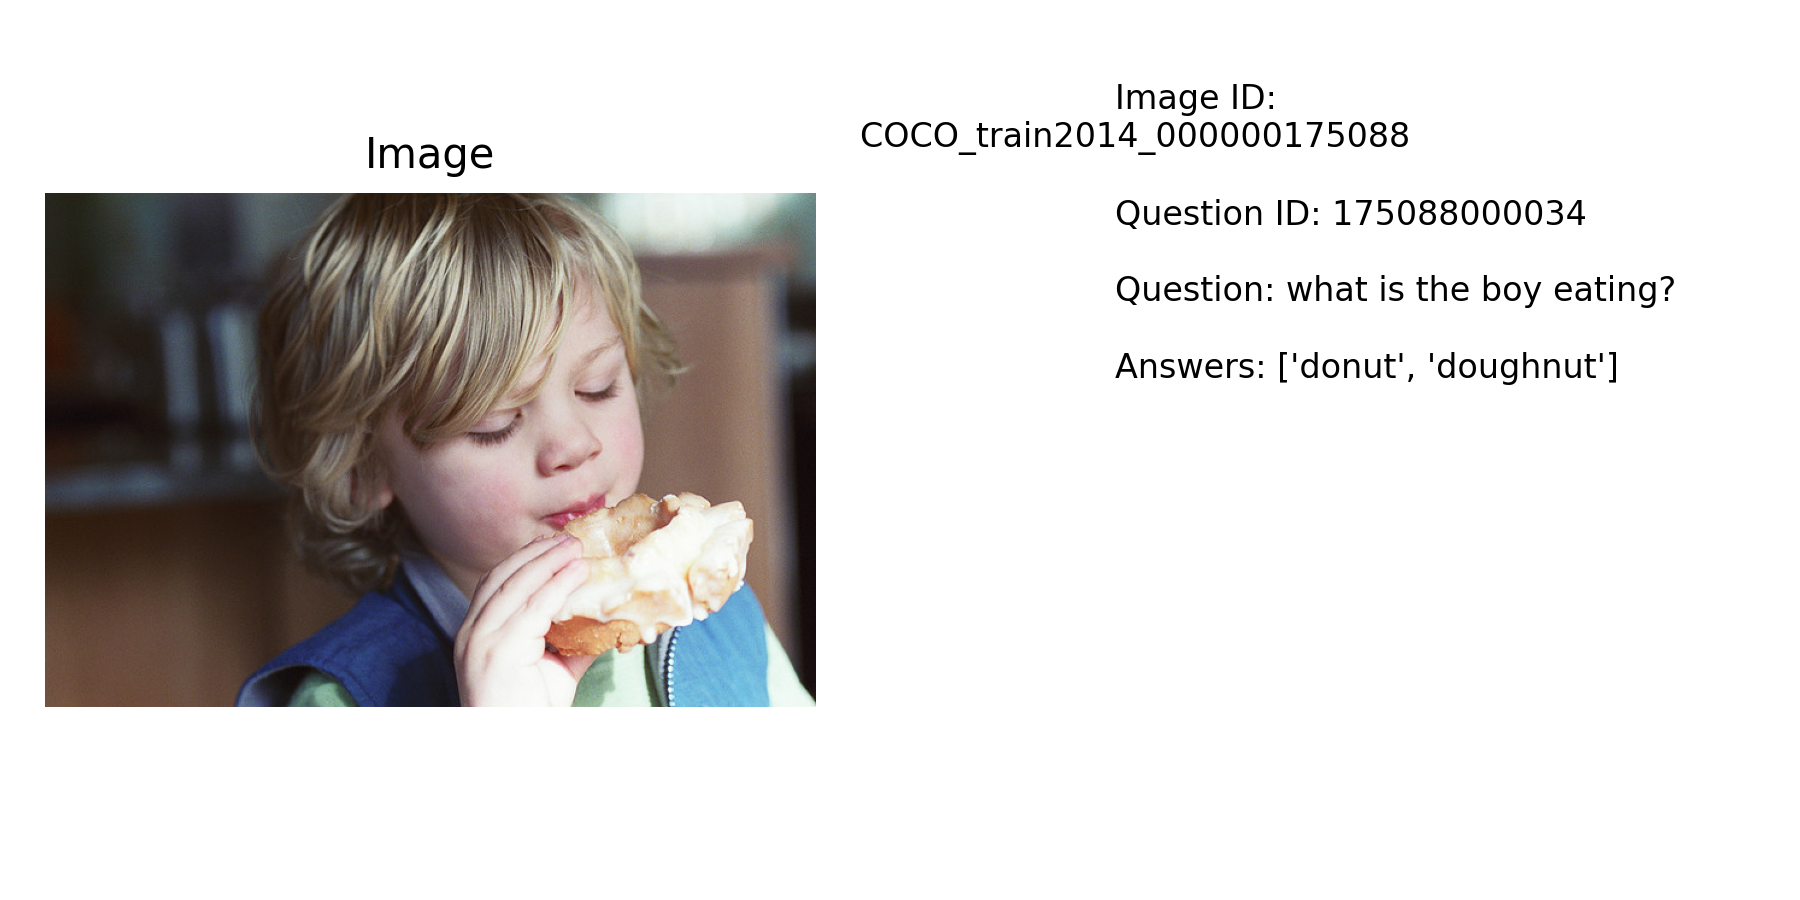 Image
Image ID:
COCO_train2014_000000175088
Question ID: 175088000034
Question: what is the boy eating?
Answers: ['donut', 'doughnut']